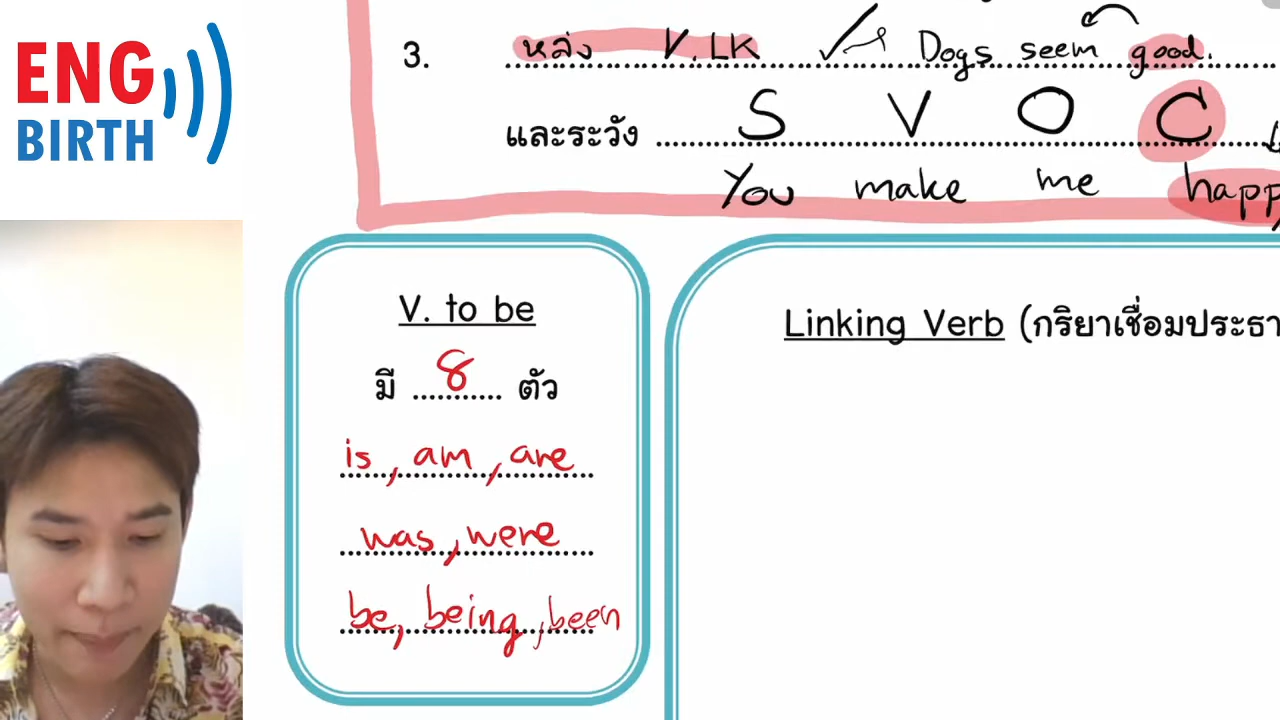 ENG
BIRTH
3. หลัง V. LK Dogs seem good.
และระวัง S V O C
You make me happ
V. to be
มี 8 ตัว
is, am, are
was, were
be, being, been
Linking Verb (กริยาเชื่อมประธา